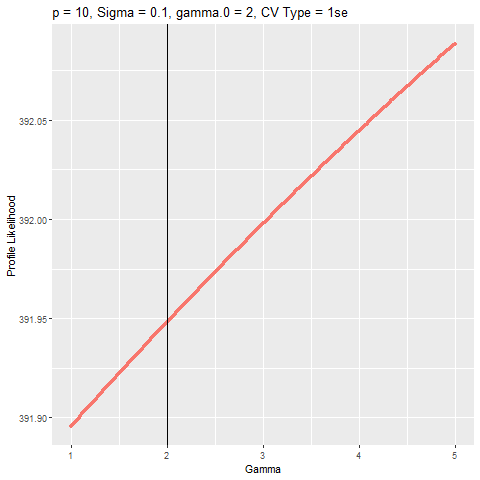 p = 10, Sigma = 0.1, gamma.0 = 2, CV Type = 1se
Profile Likelihood
392.05
392.00
391.95
391.90
1 2 3 4 5
Gamma